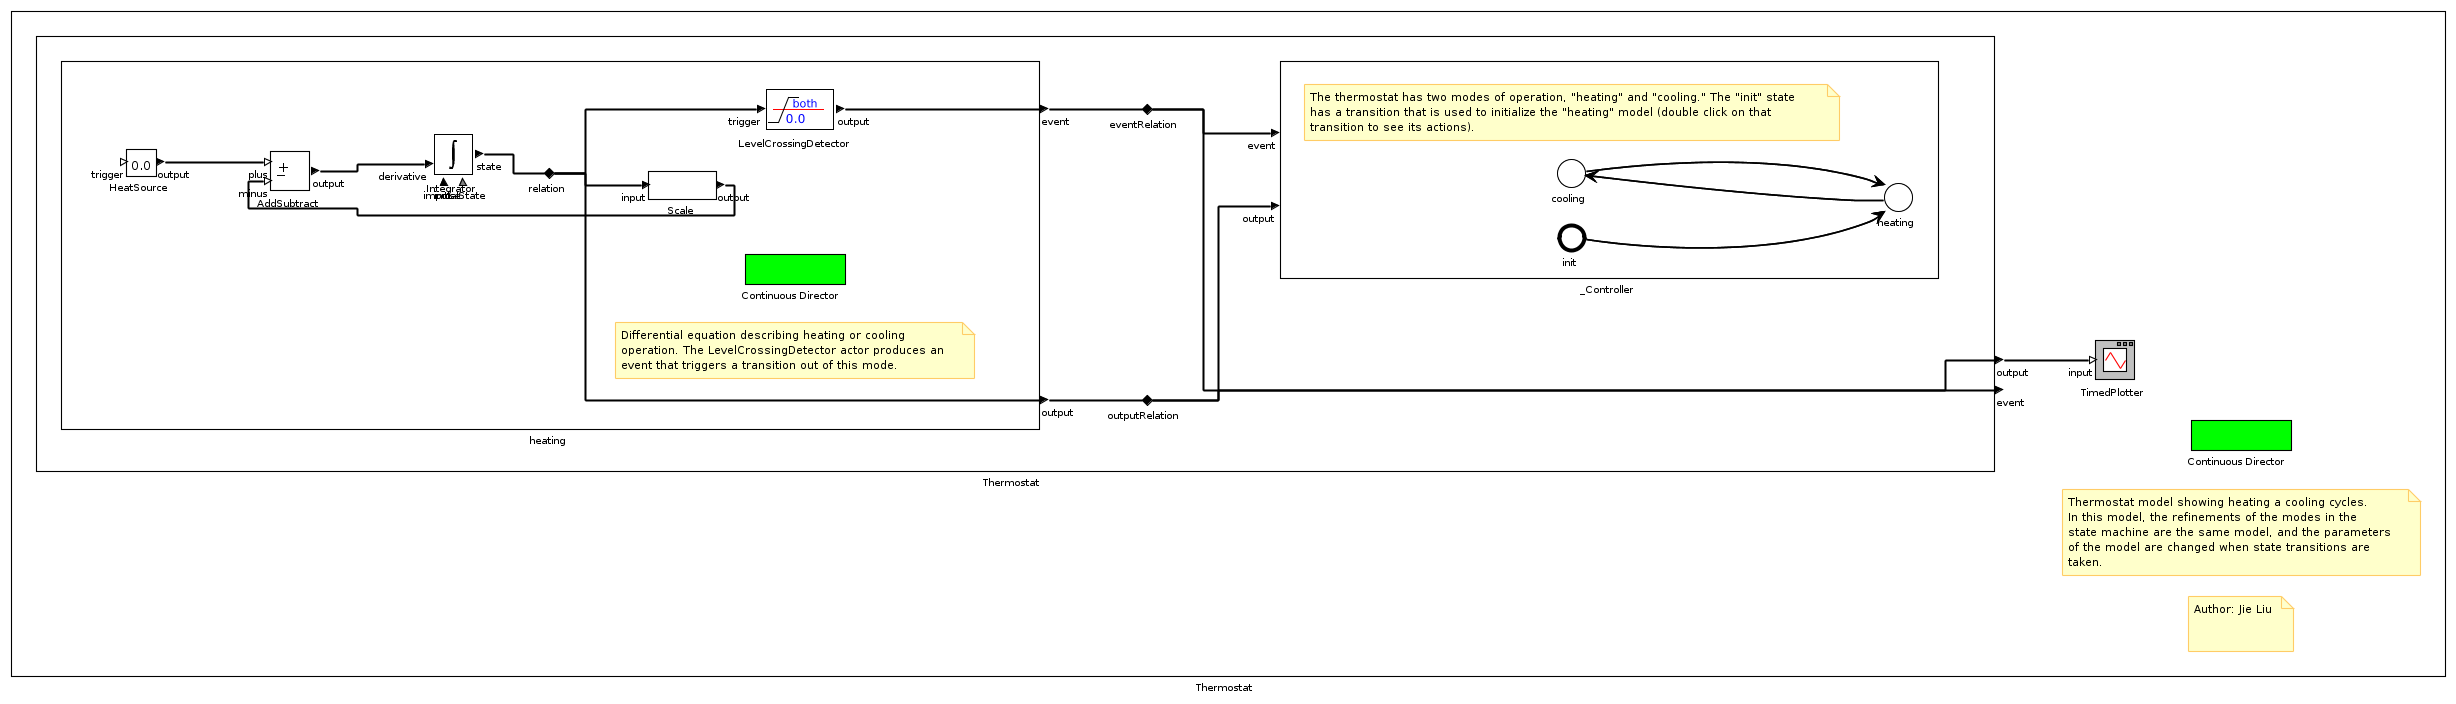 The thermostat has two modes of operation, "heating" and "cooling." The "init" state
has a transition that is used to initialize the "heating" model (double click on that
transition to see its actions).
both
0.0
trigger
output
LevelCrossingDetector
event
eventRelation
event
0.0
trigger
output
HeatSource
plus
minus
+
−
output
AddSubtract
derivative
∫
state
Integrator
relation
input
output
Scale
cooling
heating
init
output
_Controller
Continuous Director
Differential equation describing heating or cooling
operation. The LevelCrossingDetector actor produces an
event that triggers a transition out of this mode.
output
outputRelation
heating
output
event
input
TimedPlotter
Thermostat
Continuous Director
Thermostat model showing heating a cooling cycles.
In this model, the refinements of the modes in the
state machine are the same model, and the parameters
of the model are changed when state transitions are
taken.
Author: Jie Liu
Thermostat